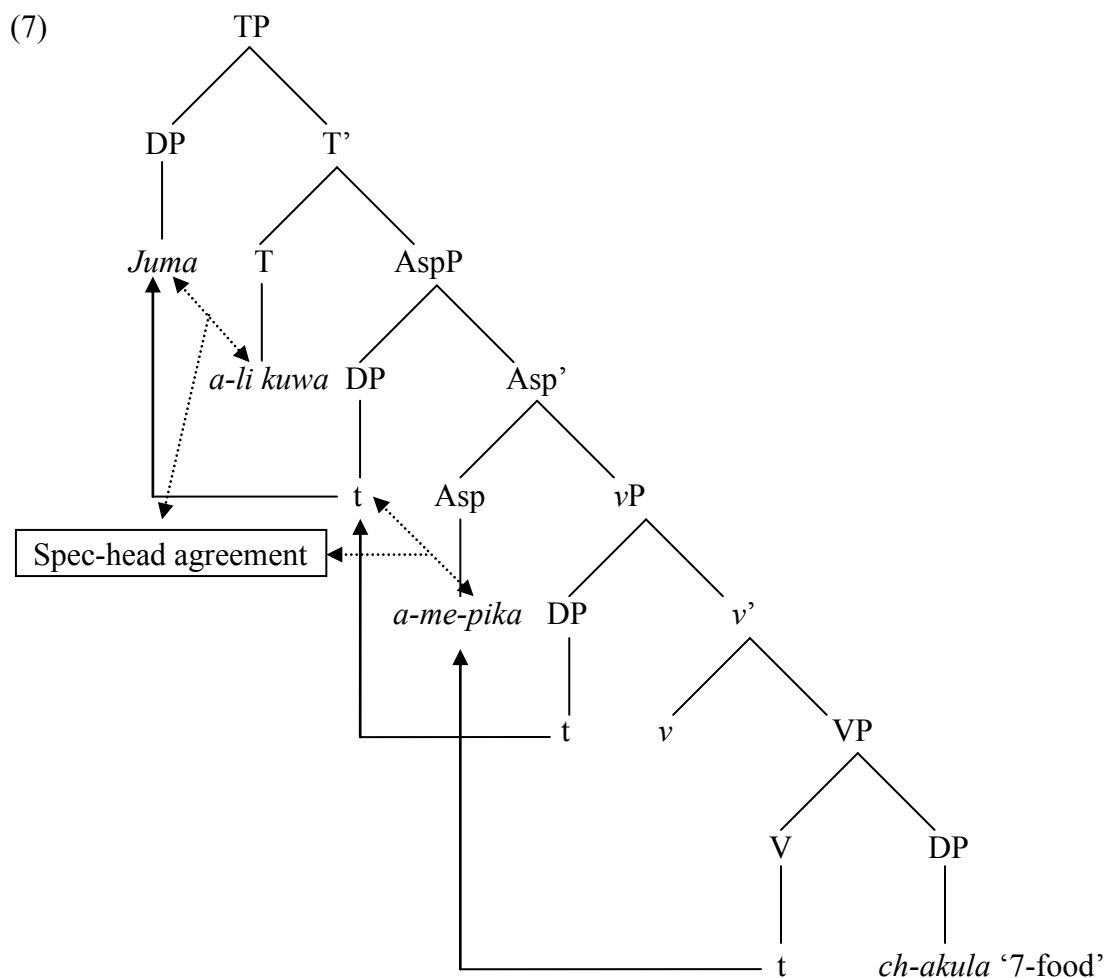 (7) TP
DP T’
Juma T AspP
a-li kuwa DP Asp’
t Asp vP
Spec-head agreement
a-me-pika DP v’
t v VP
V DP
t ch-akula ‘7-food’